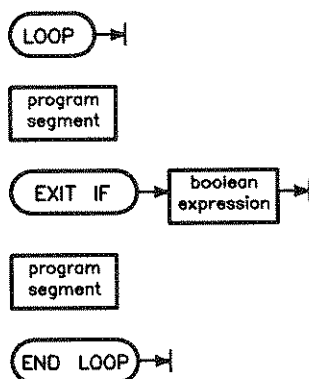 LOOP
program
segment
EXIT IF
boolean
expression
program
segment
END LOOP